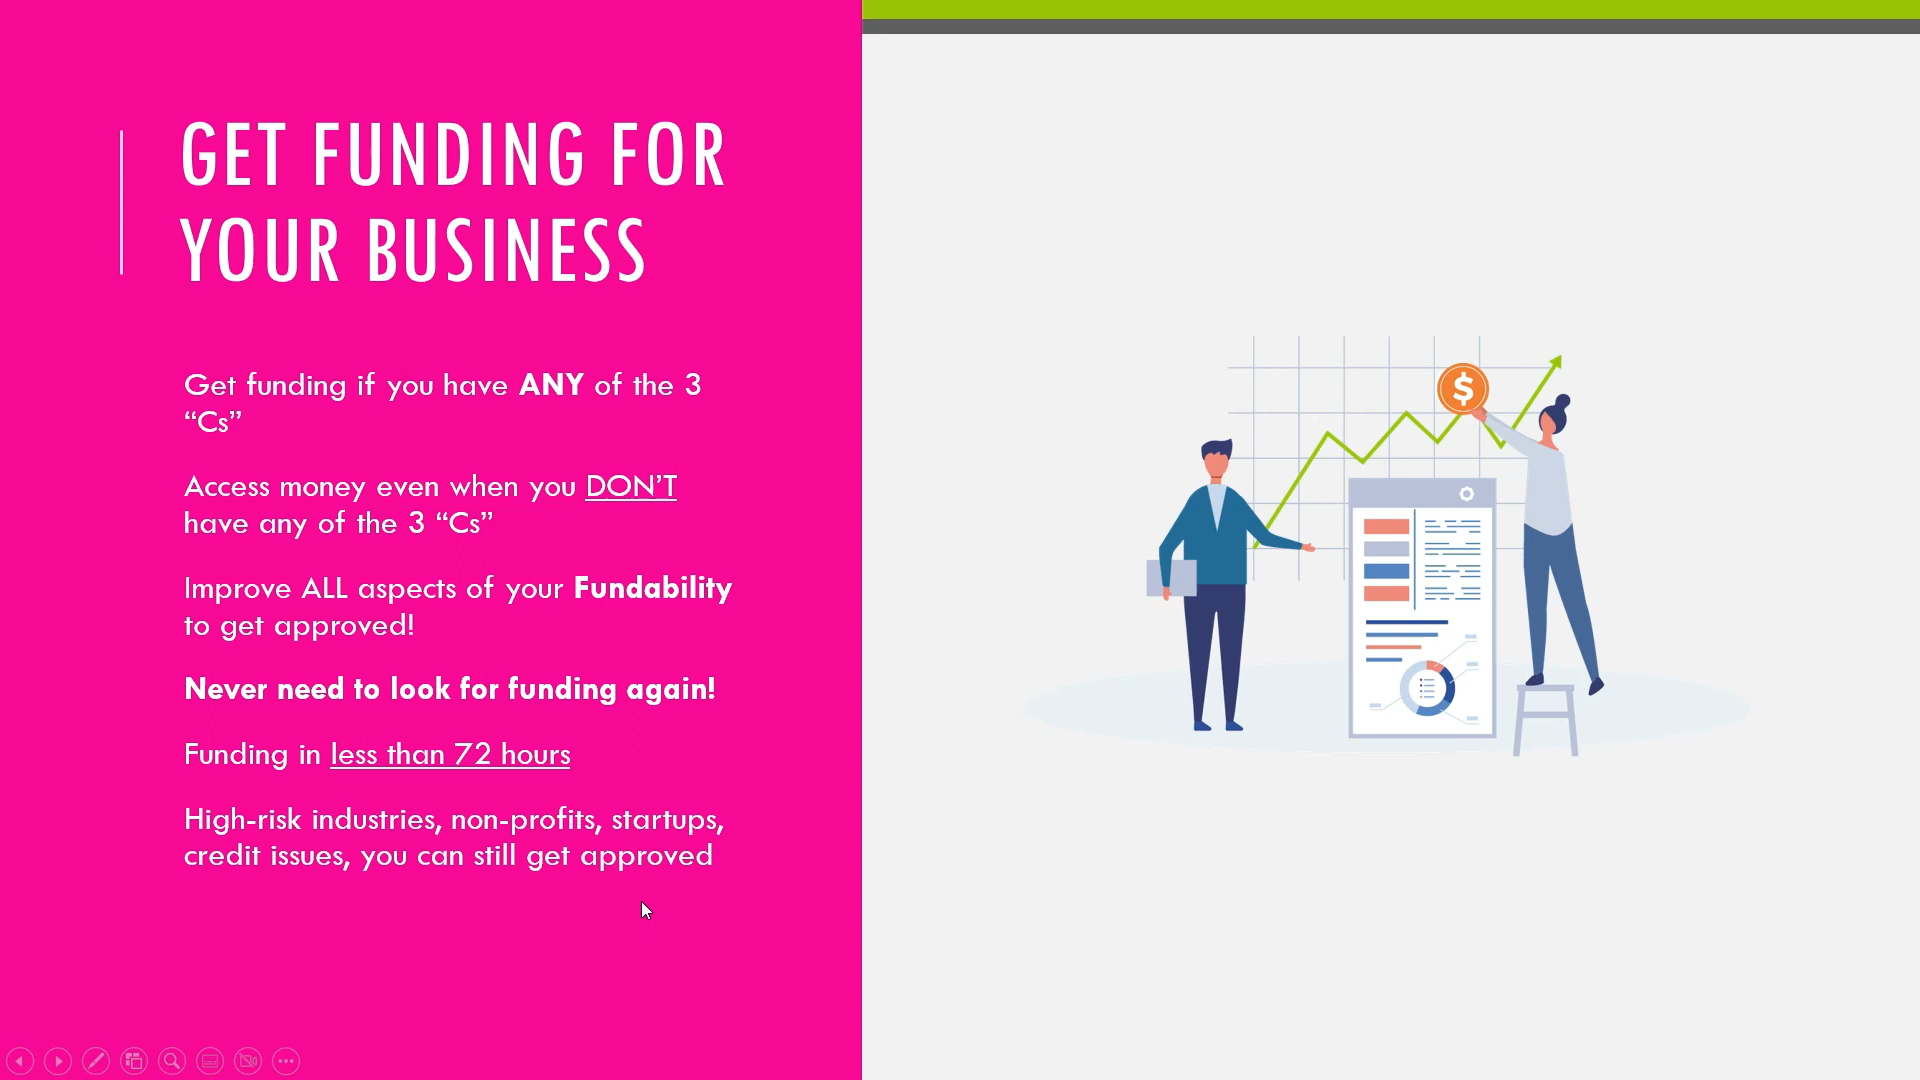 GET FUNDING FOR
YOUR BUSINESS
Get funding if you have ANY of the 3
“Cs”
Access money even when you DON’T
have any of the 3 “Cs”
Improve ALL aspects of your Fundability
to get approved!
Never need to look for funding again!
Funding in less than 72 hours
High-risk industries, non-profits, startups,
credit issues, you can still get approved
$